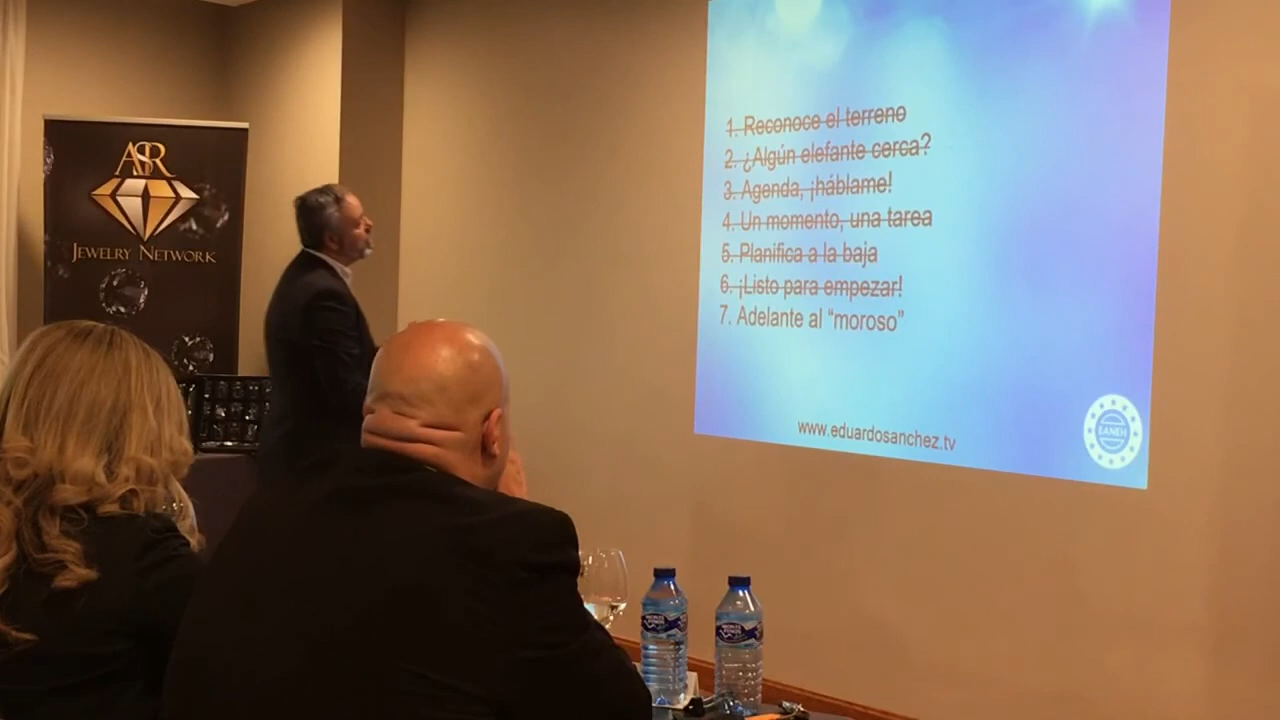 ASR
JEWELRY NETWORK
1. Reconoce el terreno
2. ¿Algún elefante cerca?
3. Agenda, ¡háblame!
4. Un momento, una tarea
5. Planifica a la baja
6. ¡Listo para empezar!
7. Adelante al “moroso”
www.eduardosanchez.tv
EANEH